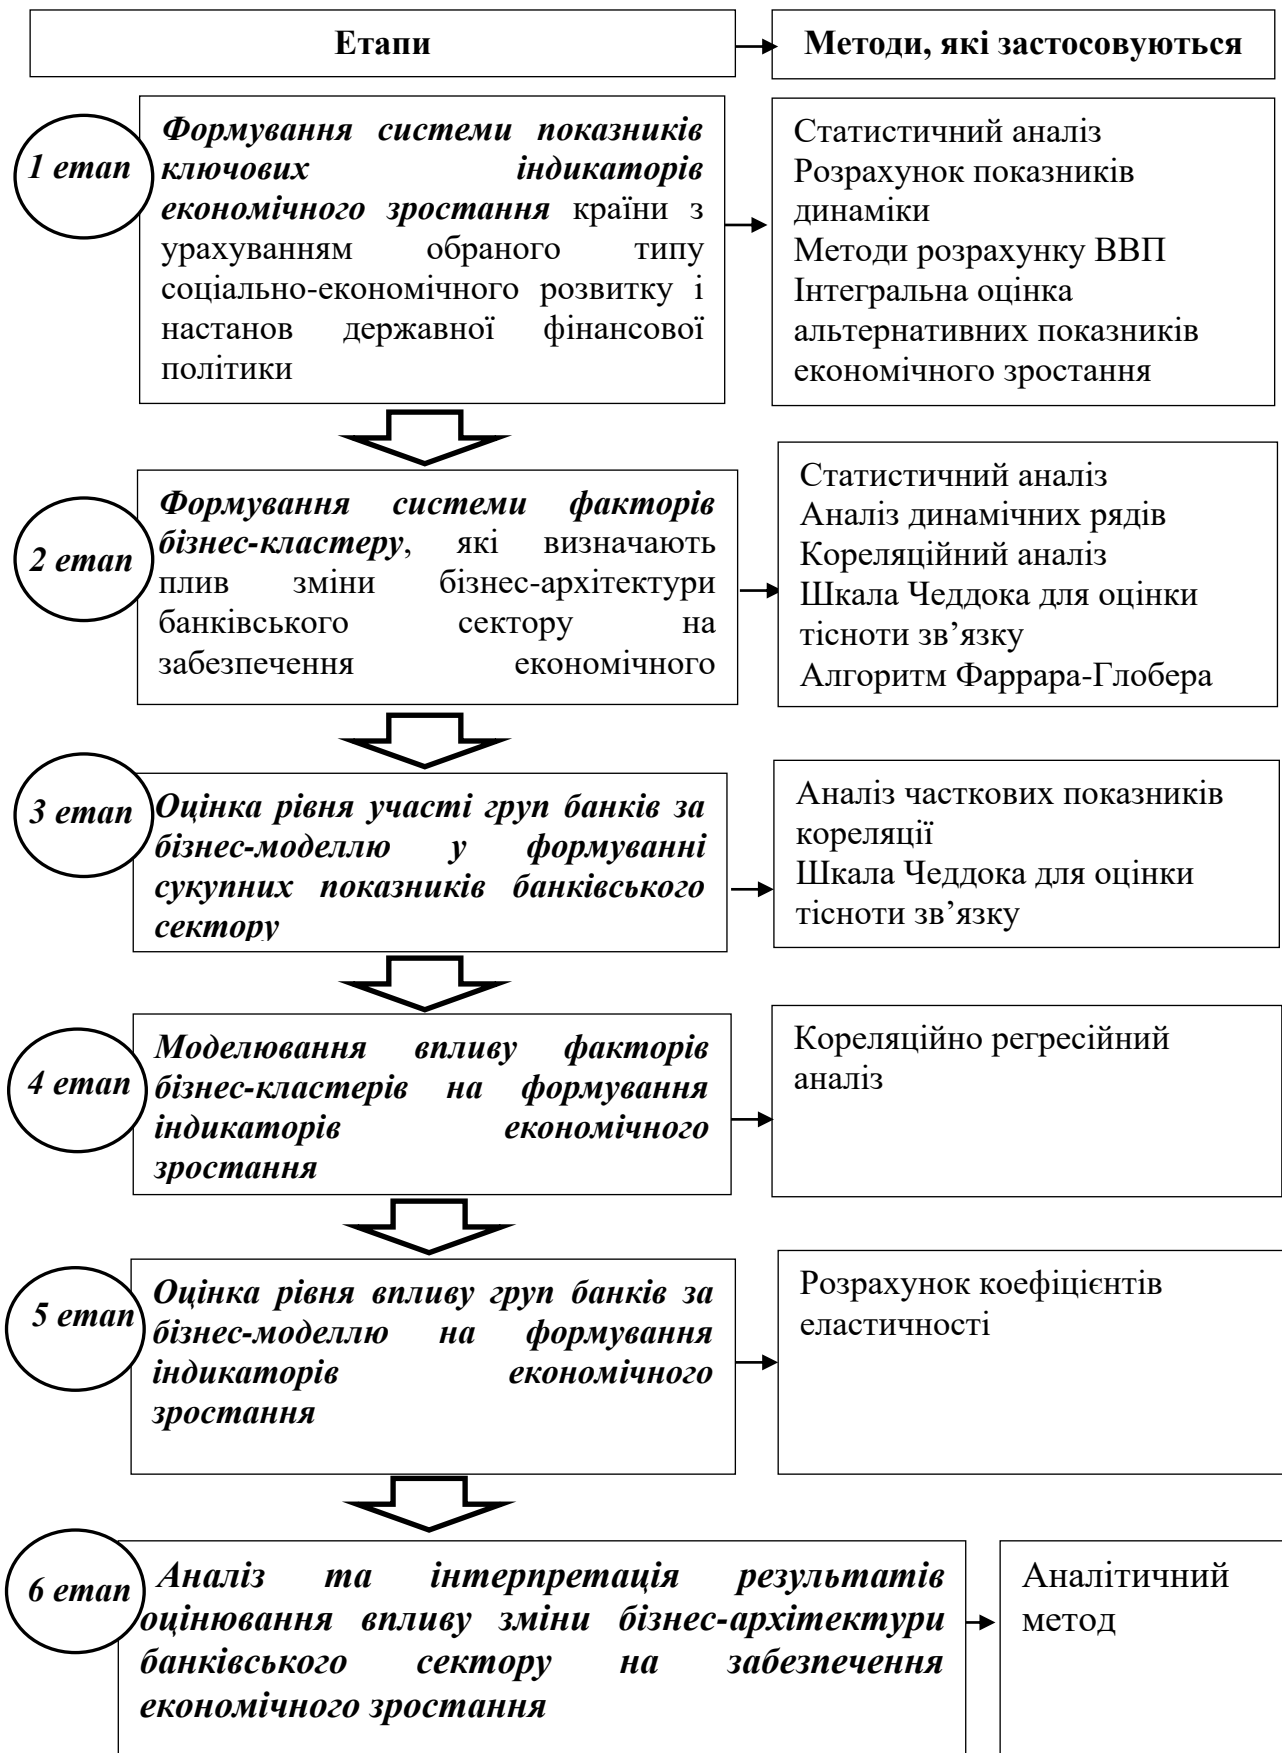 Етапи
Методи, які застосовуються
1 етап
Формування системи показників
ключових індикаторів
економічного зростання країни з
урахуванням обраного типу
соціально-економічного розвитку і
настанов державної фінансової
політики
Статистичний аналіз
Розрахунок показників
динаміки
Методи розрахунку ВВП
Інтегральна оцінка
альтернативних показників
економічного зростання
2 етап
Формування системи факторів
бізнес-кластеру, які визначають
плив зміни бізнес-архітектури
банківського сектору на
забезпечення економічного
Статистичний аналіз
Аналіз динамічних рядів
Кореляційний аналіз
Шкала Чеддока для оцінки
тісноти зв’язку
Алгоритм Фаррара-Глобера
3 етап
Оцінка рівня участі груп банків за
бізнес-моделлю у формуванні
сукупних показників банківського
сектору
Аналіз часткових показників
кореляції
Шкала Чеддока для оцінки
тісноти зв’язку
4 етап
Моделювання впливу факторів
бізнес-кластерів на формування
індикаторів економічного
зростання
Кореляційно регресійний
аналіз
5 етап
Оцінка рівня впливу груп банків за
бізнес-моделлю на формування
індикаторів економічного
зростання
Розрахунок коефіцієнтів
еластичності
6 етап
Аналіз та інтерпретація результатів
оцінювання впливу зміни бізнес-архітектури
банківського сектору на забезпечення
економічного зростання
Аналітичний
метод